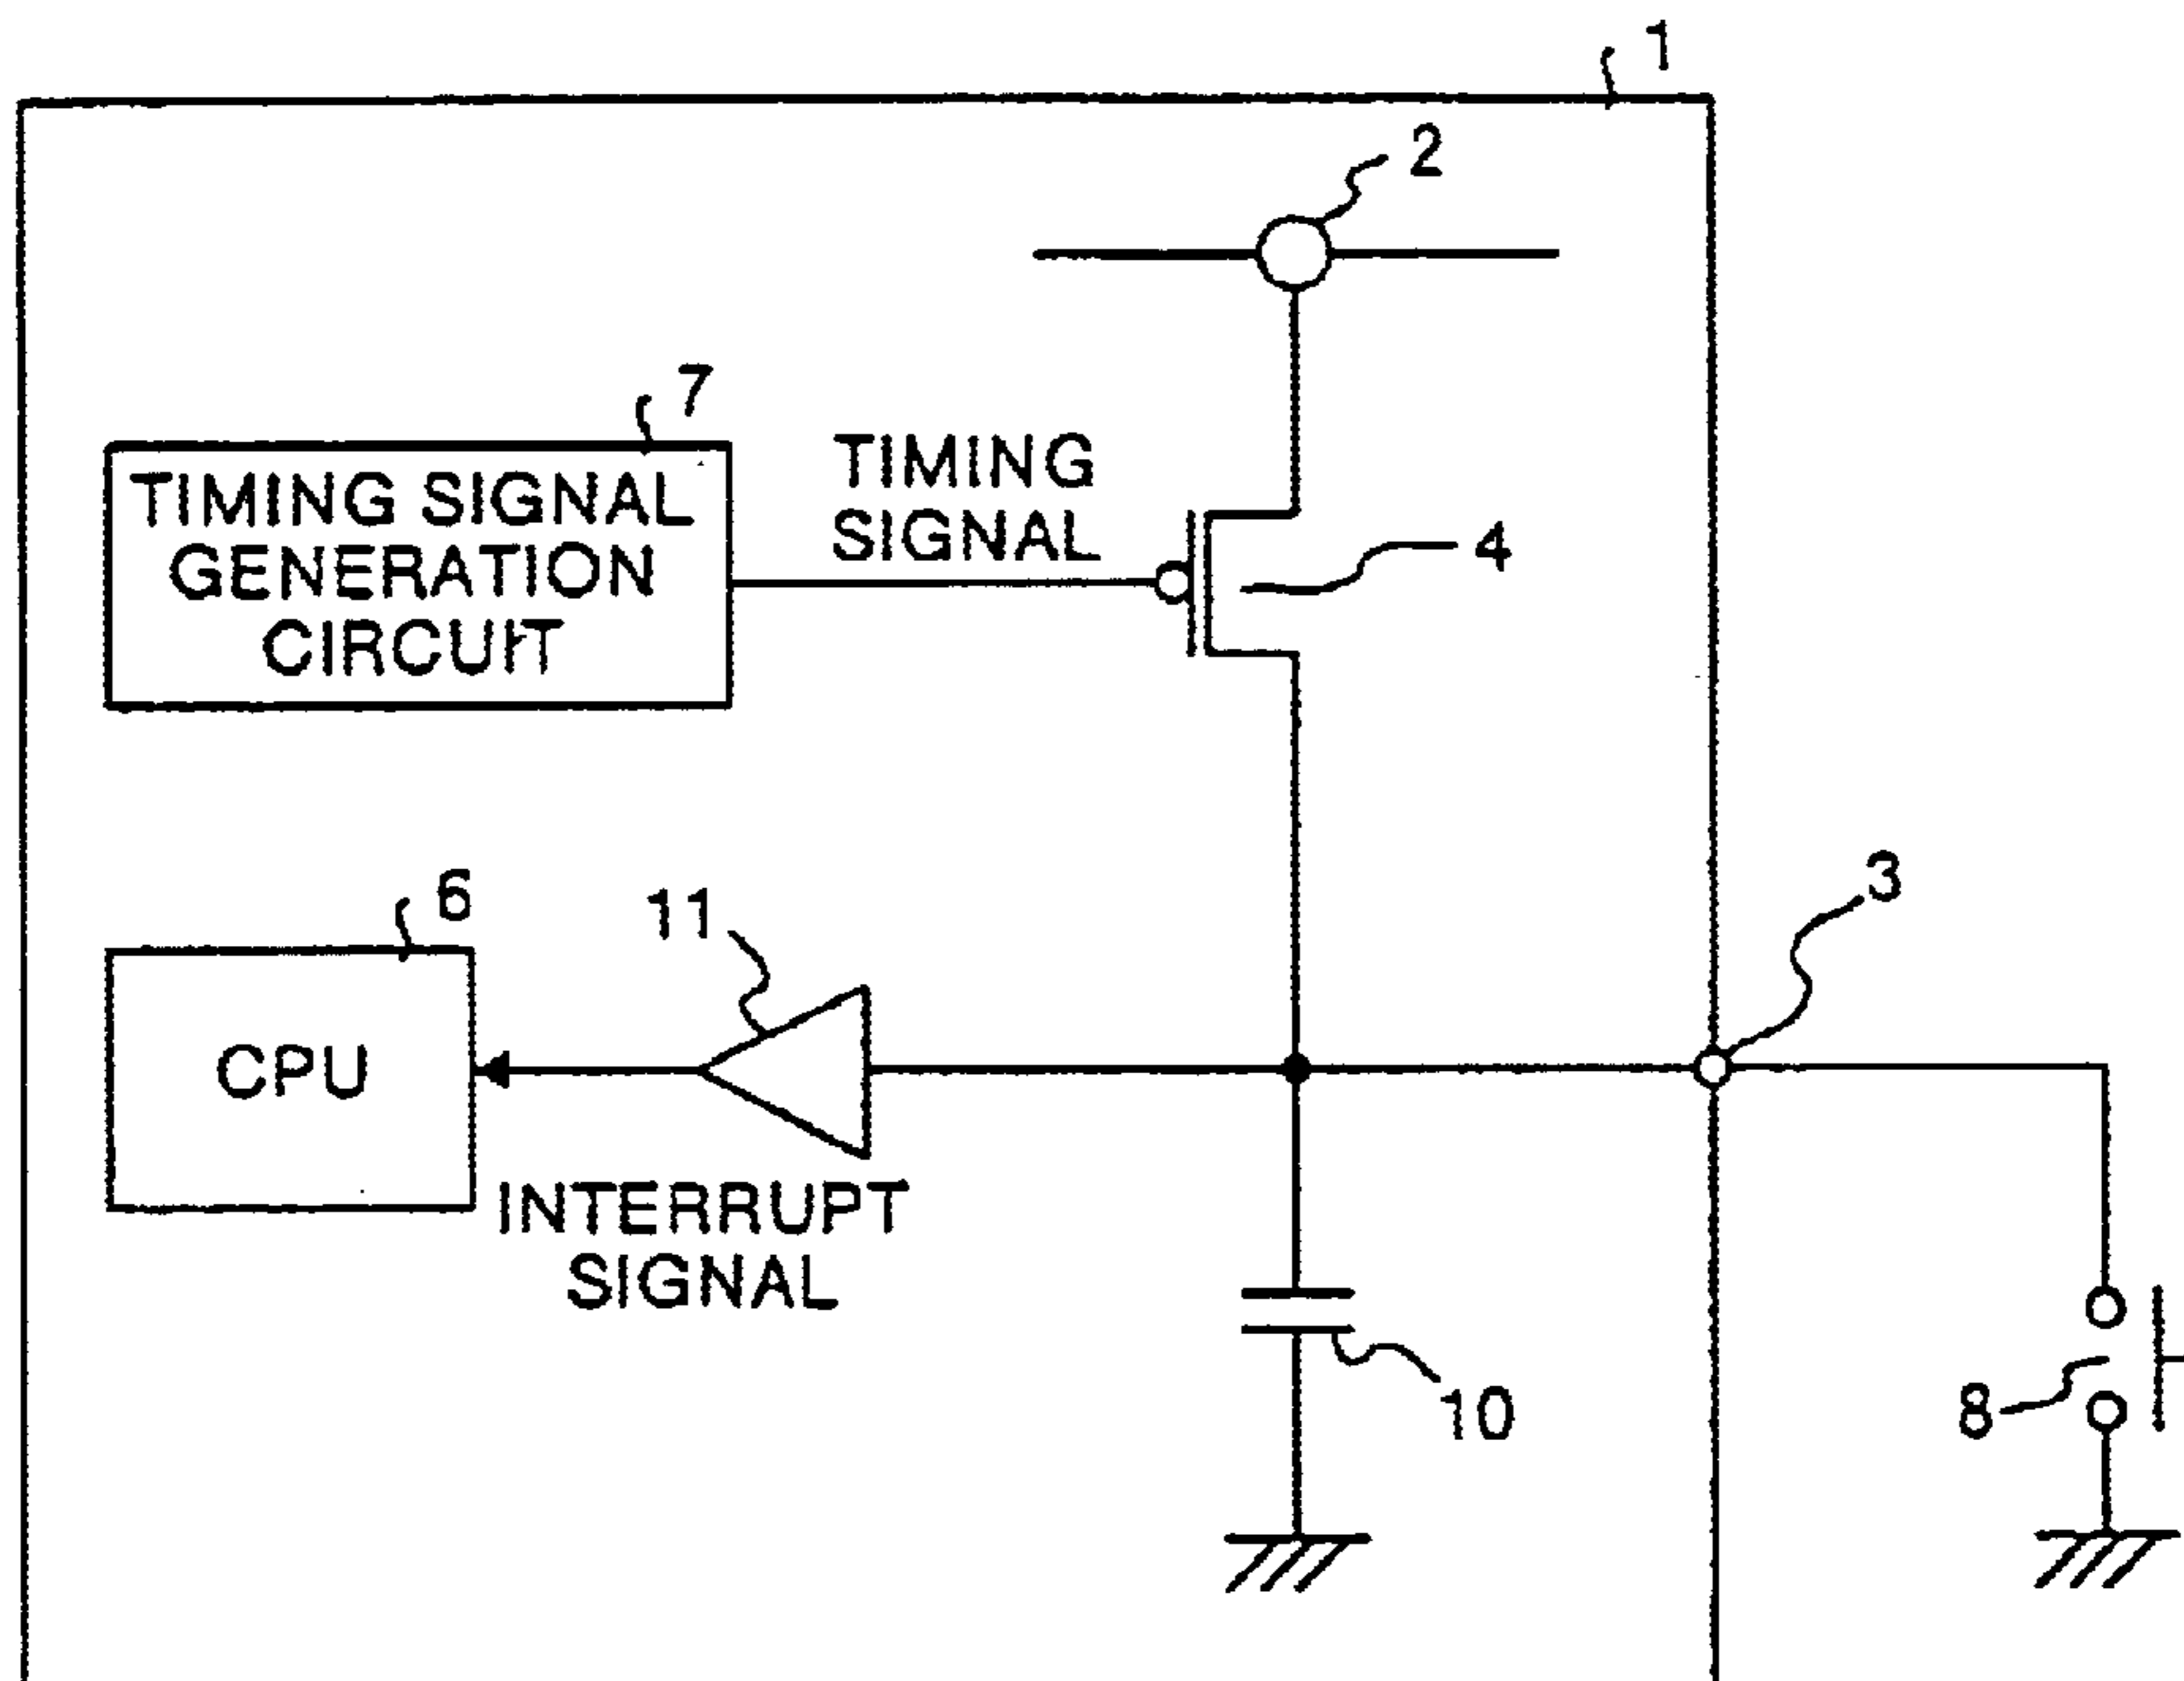 1
2
7
TIMING SIGNAL
GENERATION
CIRCUIT
TIMING
SIGNAL
4
3
6
11
CPU
INTERRUPT
SIGNAL
10
8